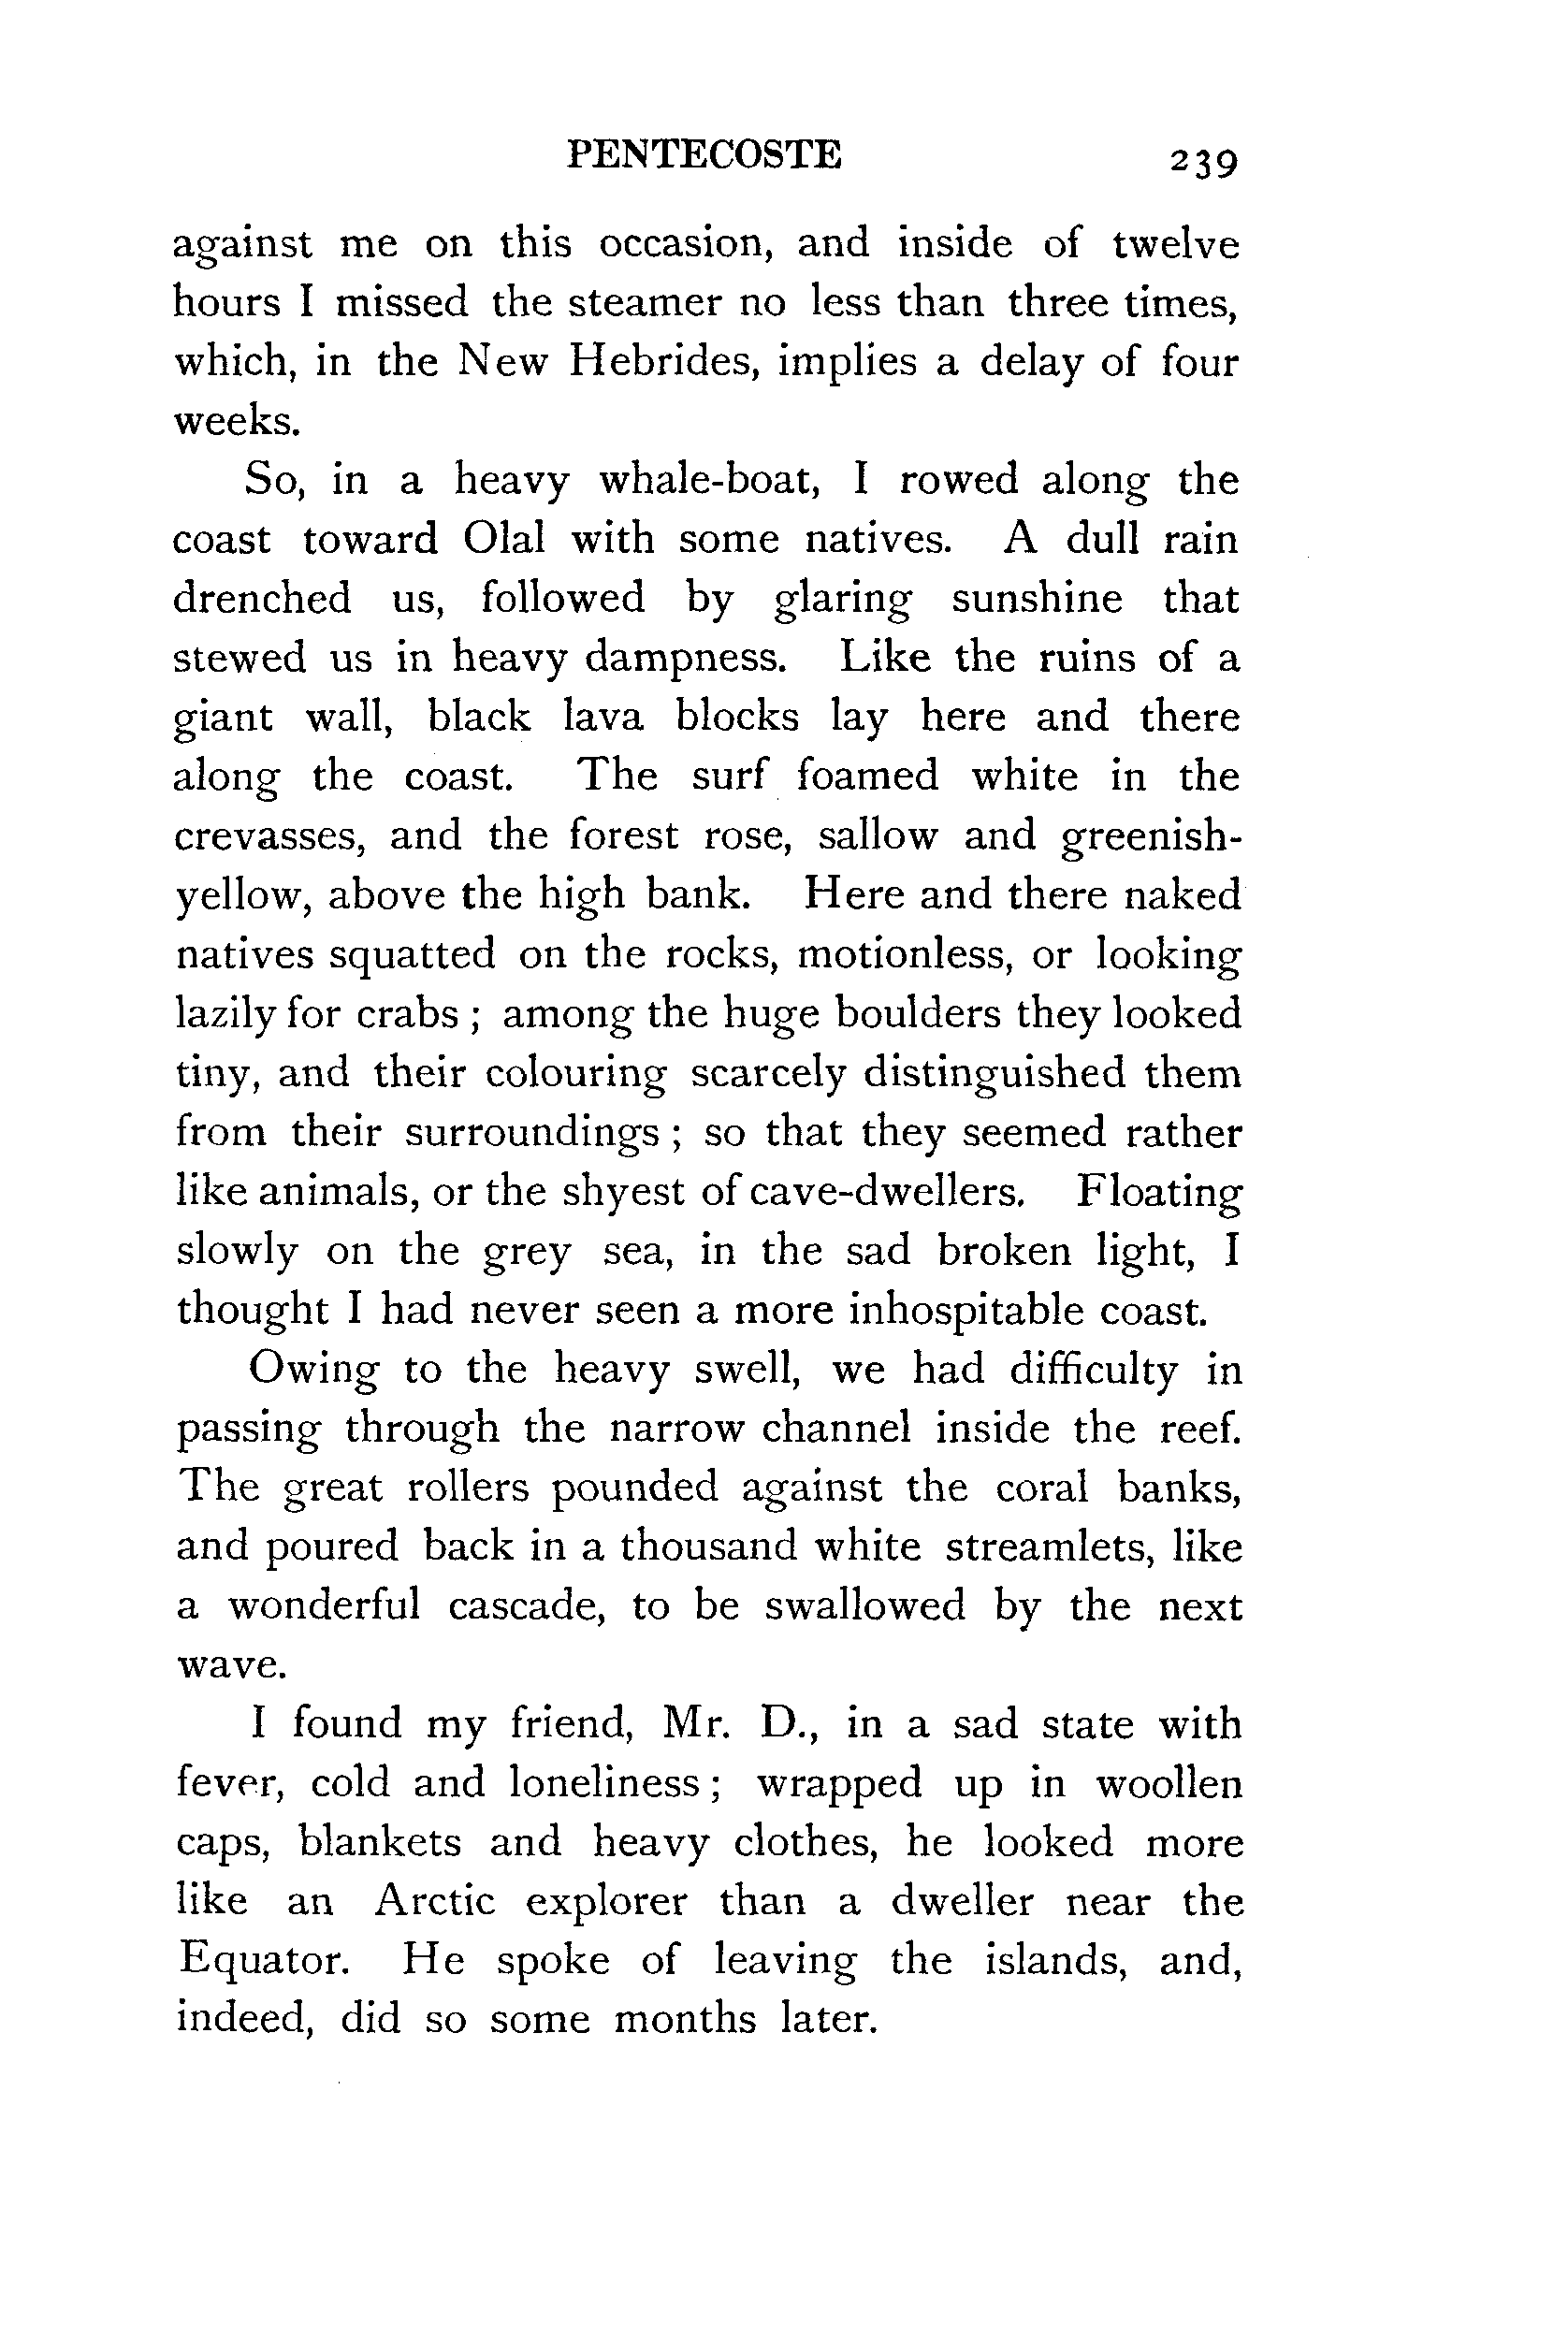 PENTECOSTE 239
against me on this occasion, and inside of twelve
hours I missed the steamer no less than three times,
which, in the New Hebrides, implies a delay of four
weeks.
So, in a heavy whale-boat, I rowed along the
coast toward Olal with some natives. A dull rain
drenched us, followed by glaring sunshine that
stewed us in heavy dampness. Like the ruins of a
giant wall, black lava blocks lay here and there
along the coast. The surf foamed white in the
crevasses, and the forest rose, sallow and greenish-
yellow, above the high bank. Here and there naked
natives squatted on the rocks, motionless, or looking
lazily for crabs ; among the huge boulders they looked
tiny, and their colouring scarcely distinguished them
from their surroundings ; so that they seemed rather
like animals, or the shyest of cave-dwellers. Floating
slowly on the grey sea, in the sad broken light, I
thought I had never seen a more inhospitable coast.
Owing to the heavy swell, we had difficulty in
passing through the narrow channel inside the reef.
The great rollers pounded against the coral banks,
and poured back in a thousand white streamlets, like
a wonderful cascade, to be swallowed by the next
wave.
I found my friend, Mr. D., in a sad state with
fever, cold and loneliness ; wrapped up in woollen
caps, blankets and heavy clothes, he looked more
like an Arctic explorer than a dweller near the
Equator. He spoke of leaving the islands, and,
indeed, did so some months later.